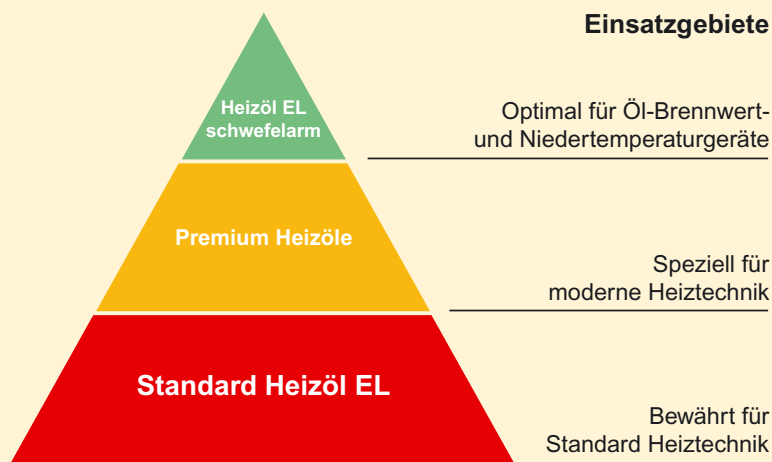 Einsatzgebiete
Heizöl EL
schwefelarm
Optimal für Öl-Brennwert-
und Niedertemperaturgeräte
Premium Heizöle
Speziell für
moderne Heiztechnik
Standard Heizöl EL
Bewährt für
Standard Heiztechnik